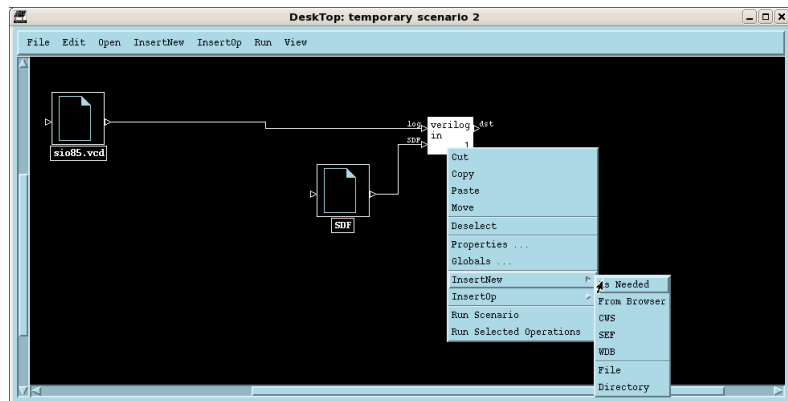 DeskTop: temporary scenario 2
File Edit Open InsertNew InsertOp Run View
sio85.vcd
log verilog dst
SDF in
1
SDF
Cut
Copy
Paste
Move
Deselect
Properties ...
Globals ...
InsertNew
InsertOp
Run Scenario
Run Selected Operations
As Needed
From Browser
CWS
SEF
WDB
File
Directory